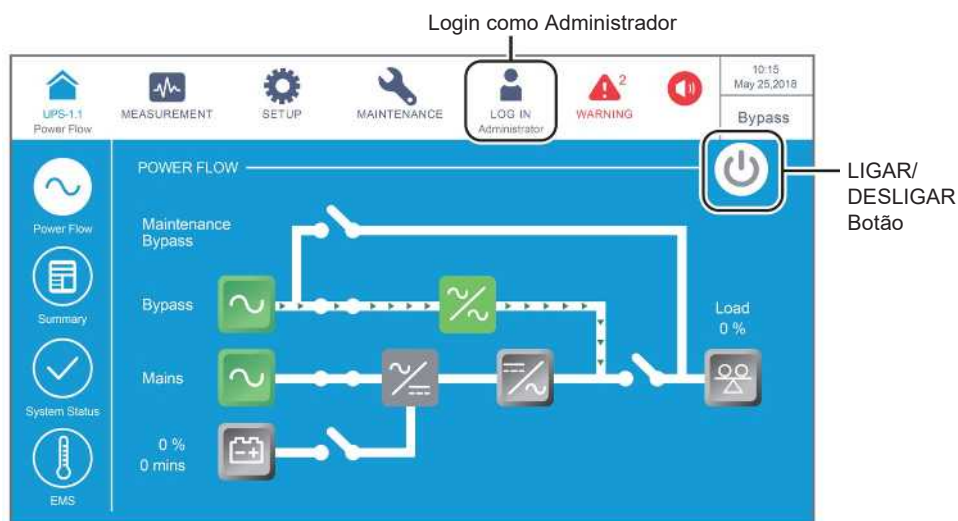 Login como Administrador
UPS-1.1
Power Flow
MEASUREMENT
SETUP
MAINTENANCE
LOG IN
Administrator
2
WARNING
10:15
May 25,2018
Bypass
POWER FLOW
LIGAR/
DESLIGAR
Botão
Power Flow
Summary
System Status
EMS
Maintenance
Bypass
Bypass
Load
0 %
Mains
0 %
0 mins